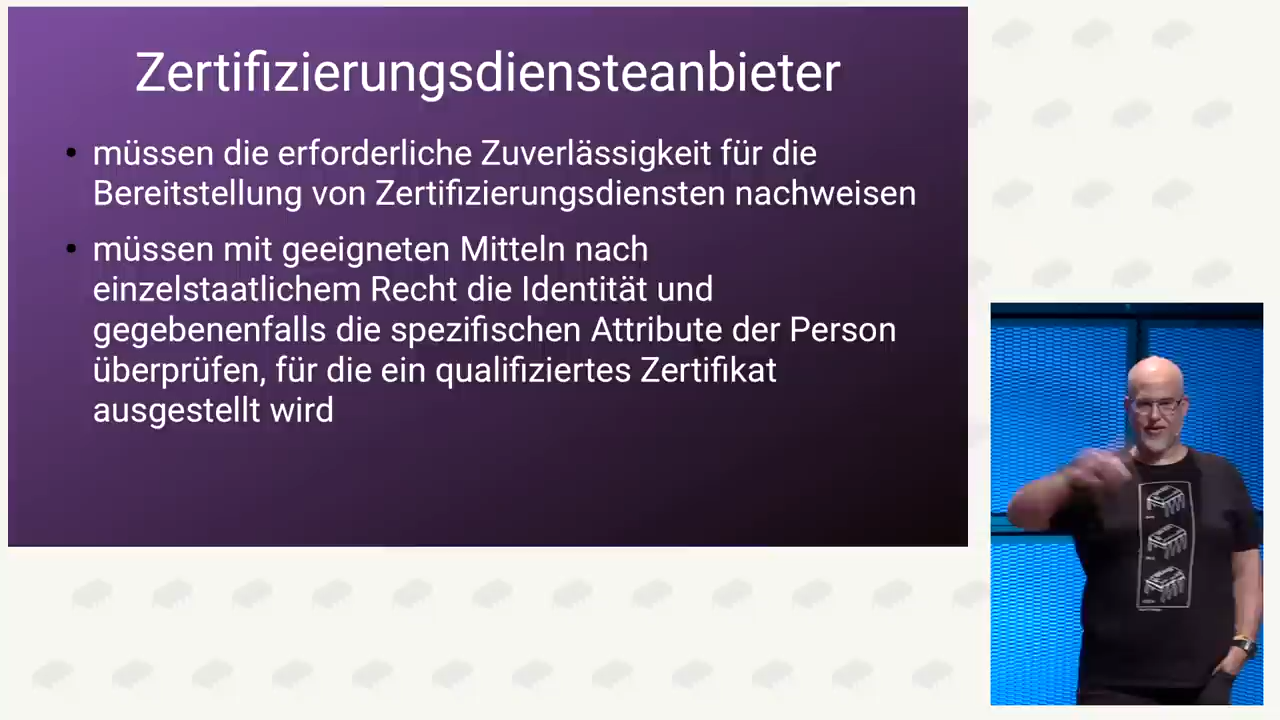 Zertifizierungsdiensteanbieter
• müssen die erforderliche Zuverlässigkeit für die
Bereitstellung von Zertifizierungsdiensten nachweisen
• müssen mit geeigneten Mitteln nach
einzelstaatlichem Recht die Identität und
gegebenenfalls die spezifischen Attribute der Person
überprüfen, für die ein qualifiziertes Zertifikat
ausgestellt wird